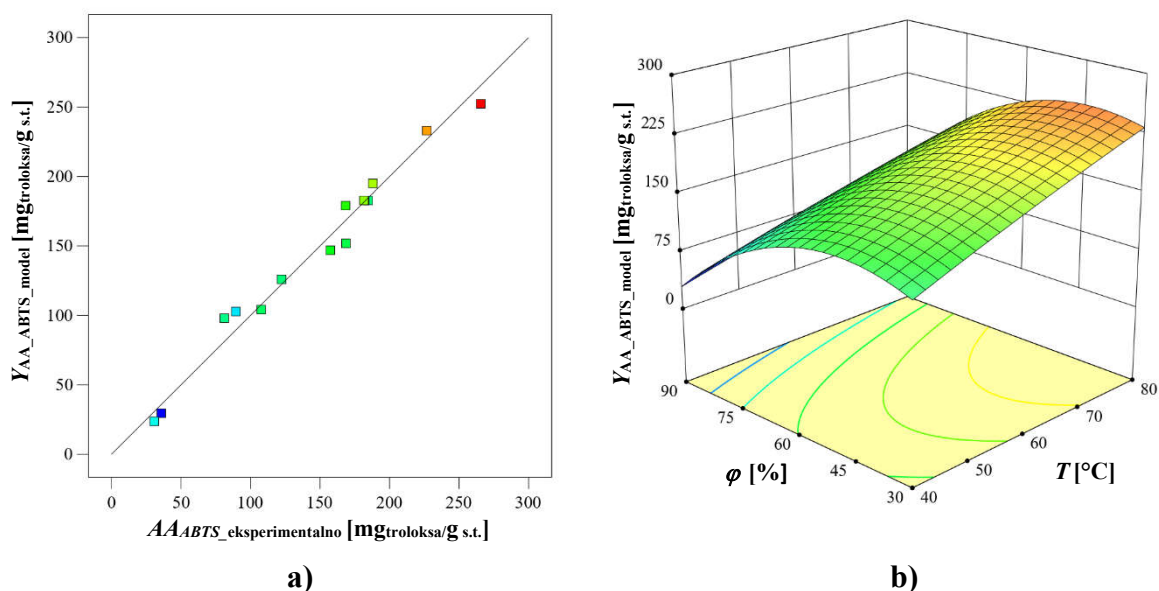 300
250
200
150
100
50
0
Y_AA_ABTS_model [mg_troloksa/g s.t.]
0 50 100 150 200 250 300
AA_ABTS_eksperimentalno [mg_troloksa/g s.t.]
a)
300
225
150
75
0
Y_AA_ABTS_model [mg_troloksa/g s.t.]
90
75
60
45
30
φ [%]
40
50
60
70
80
T [°C]
b)